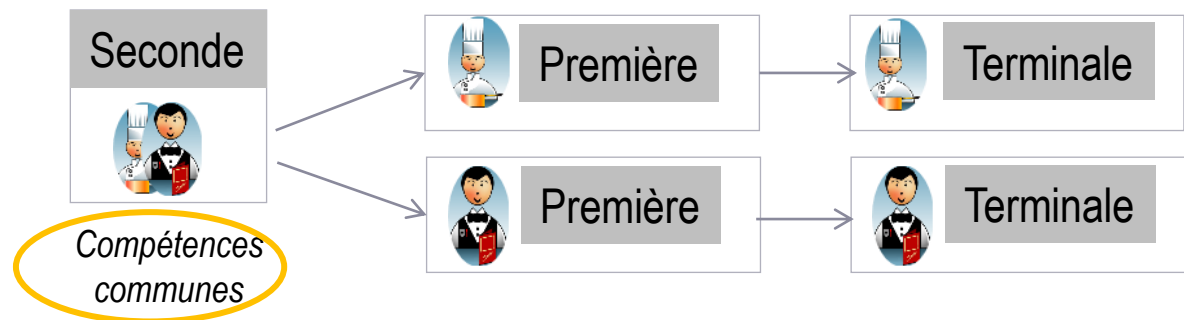 Seconde
Première
Terminale
Première
Terminale
Compétences
communes